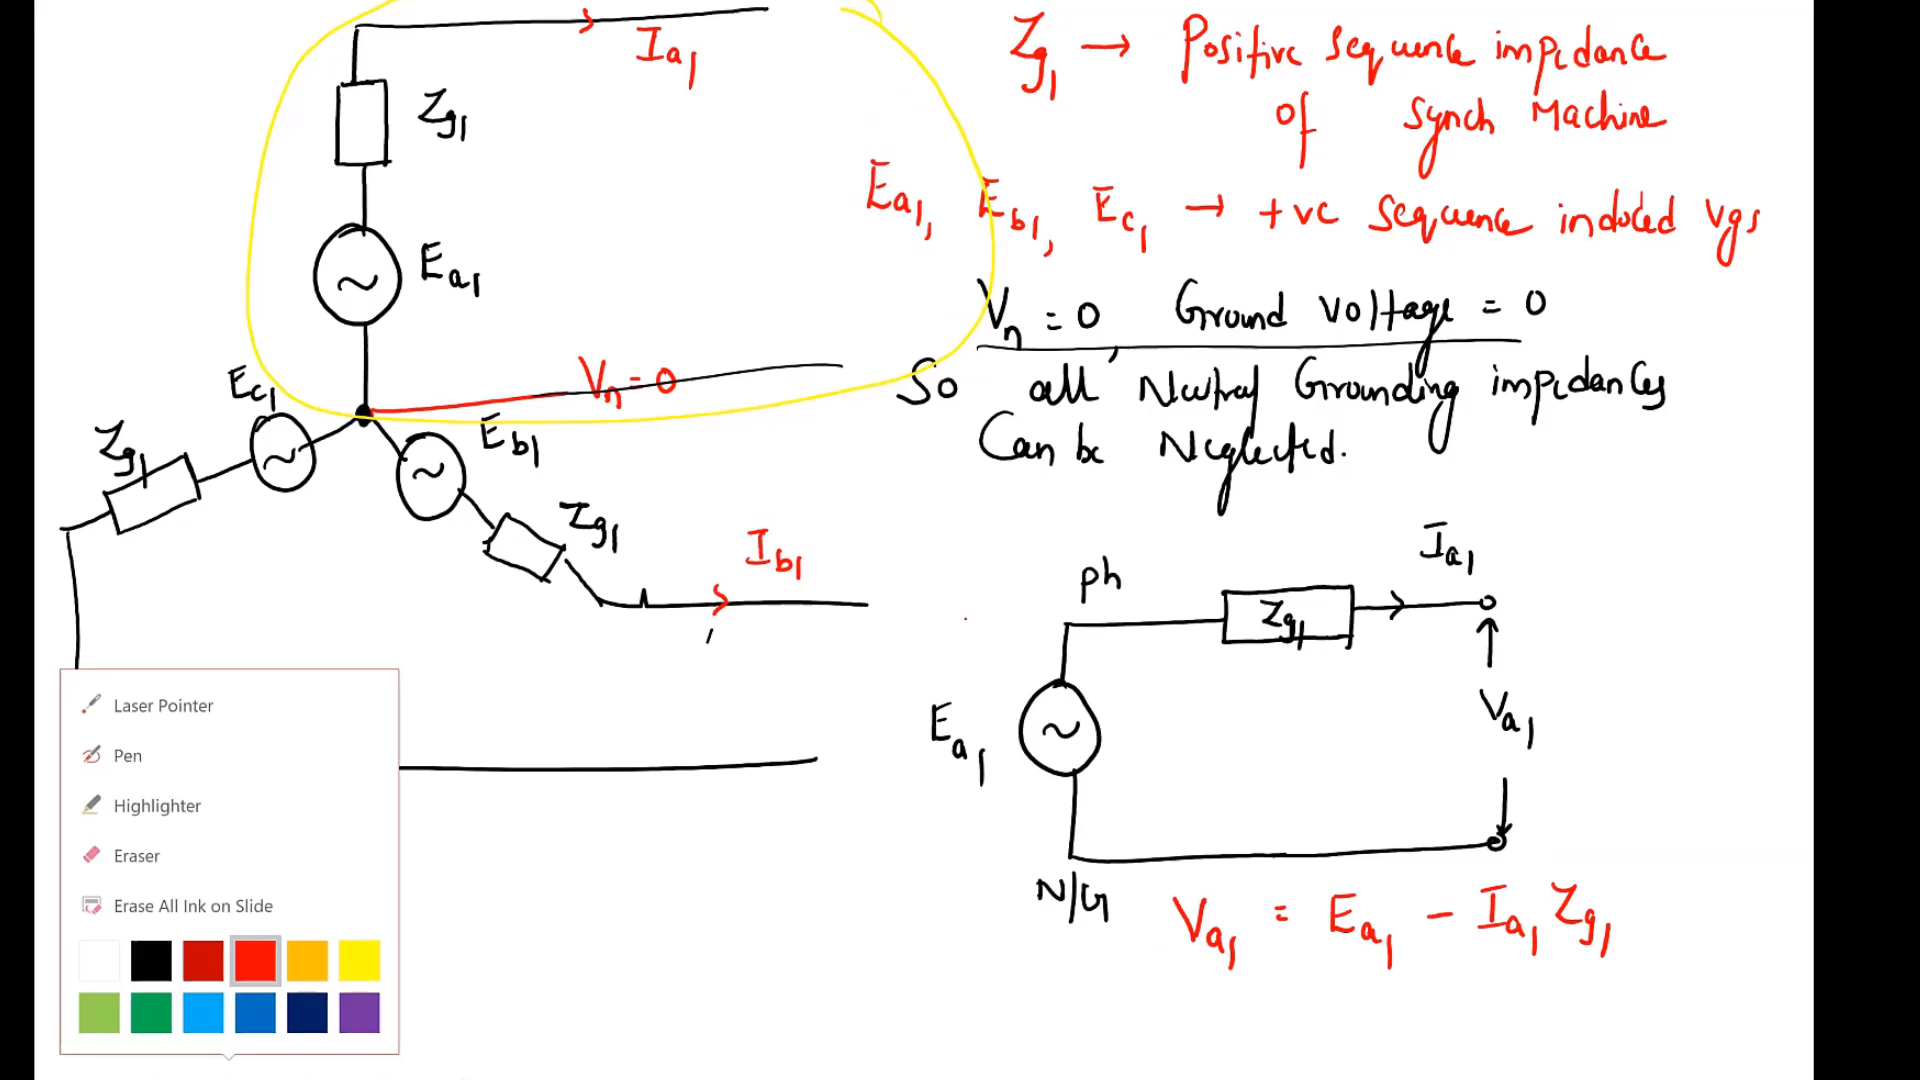 Ia1
Zg1
Ea1
Ec1
Vn=0
Zg1
Eb1
Zg1
Ib1
Zg1 → Positive Sequence impedance
of Synch Machine
Ea1, Eb1, Ec1 → +ve Sequence induced vgs
Vn = 0, Ground voltage = 0
So all Neutral Grounding impedances
Can be Neglected.
ph
Zg1
Ia1
Ea1
Va1
N/G
Va1 = Ea1 - Ia1 Zg1
Laser Pointer
Pen
Highlighter
Eraser
Erase All Ink on Slide